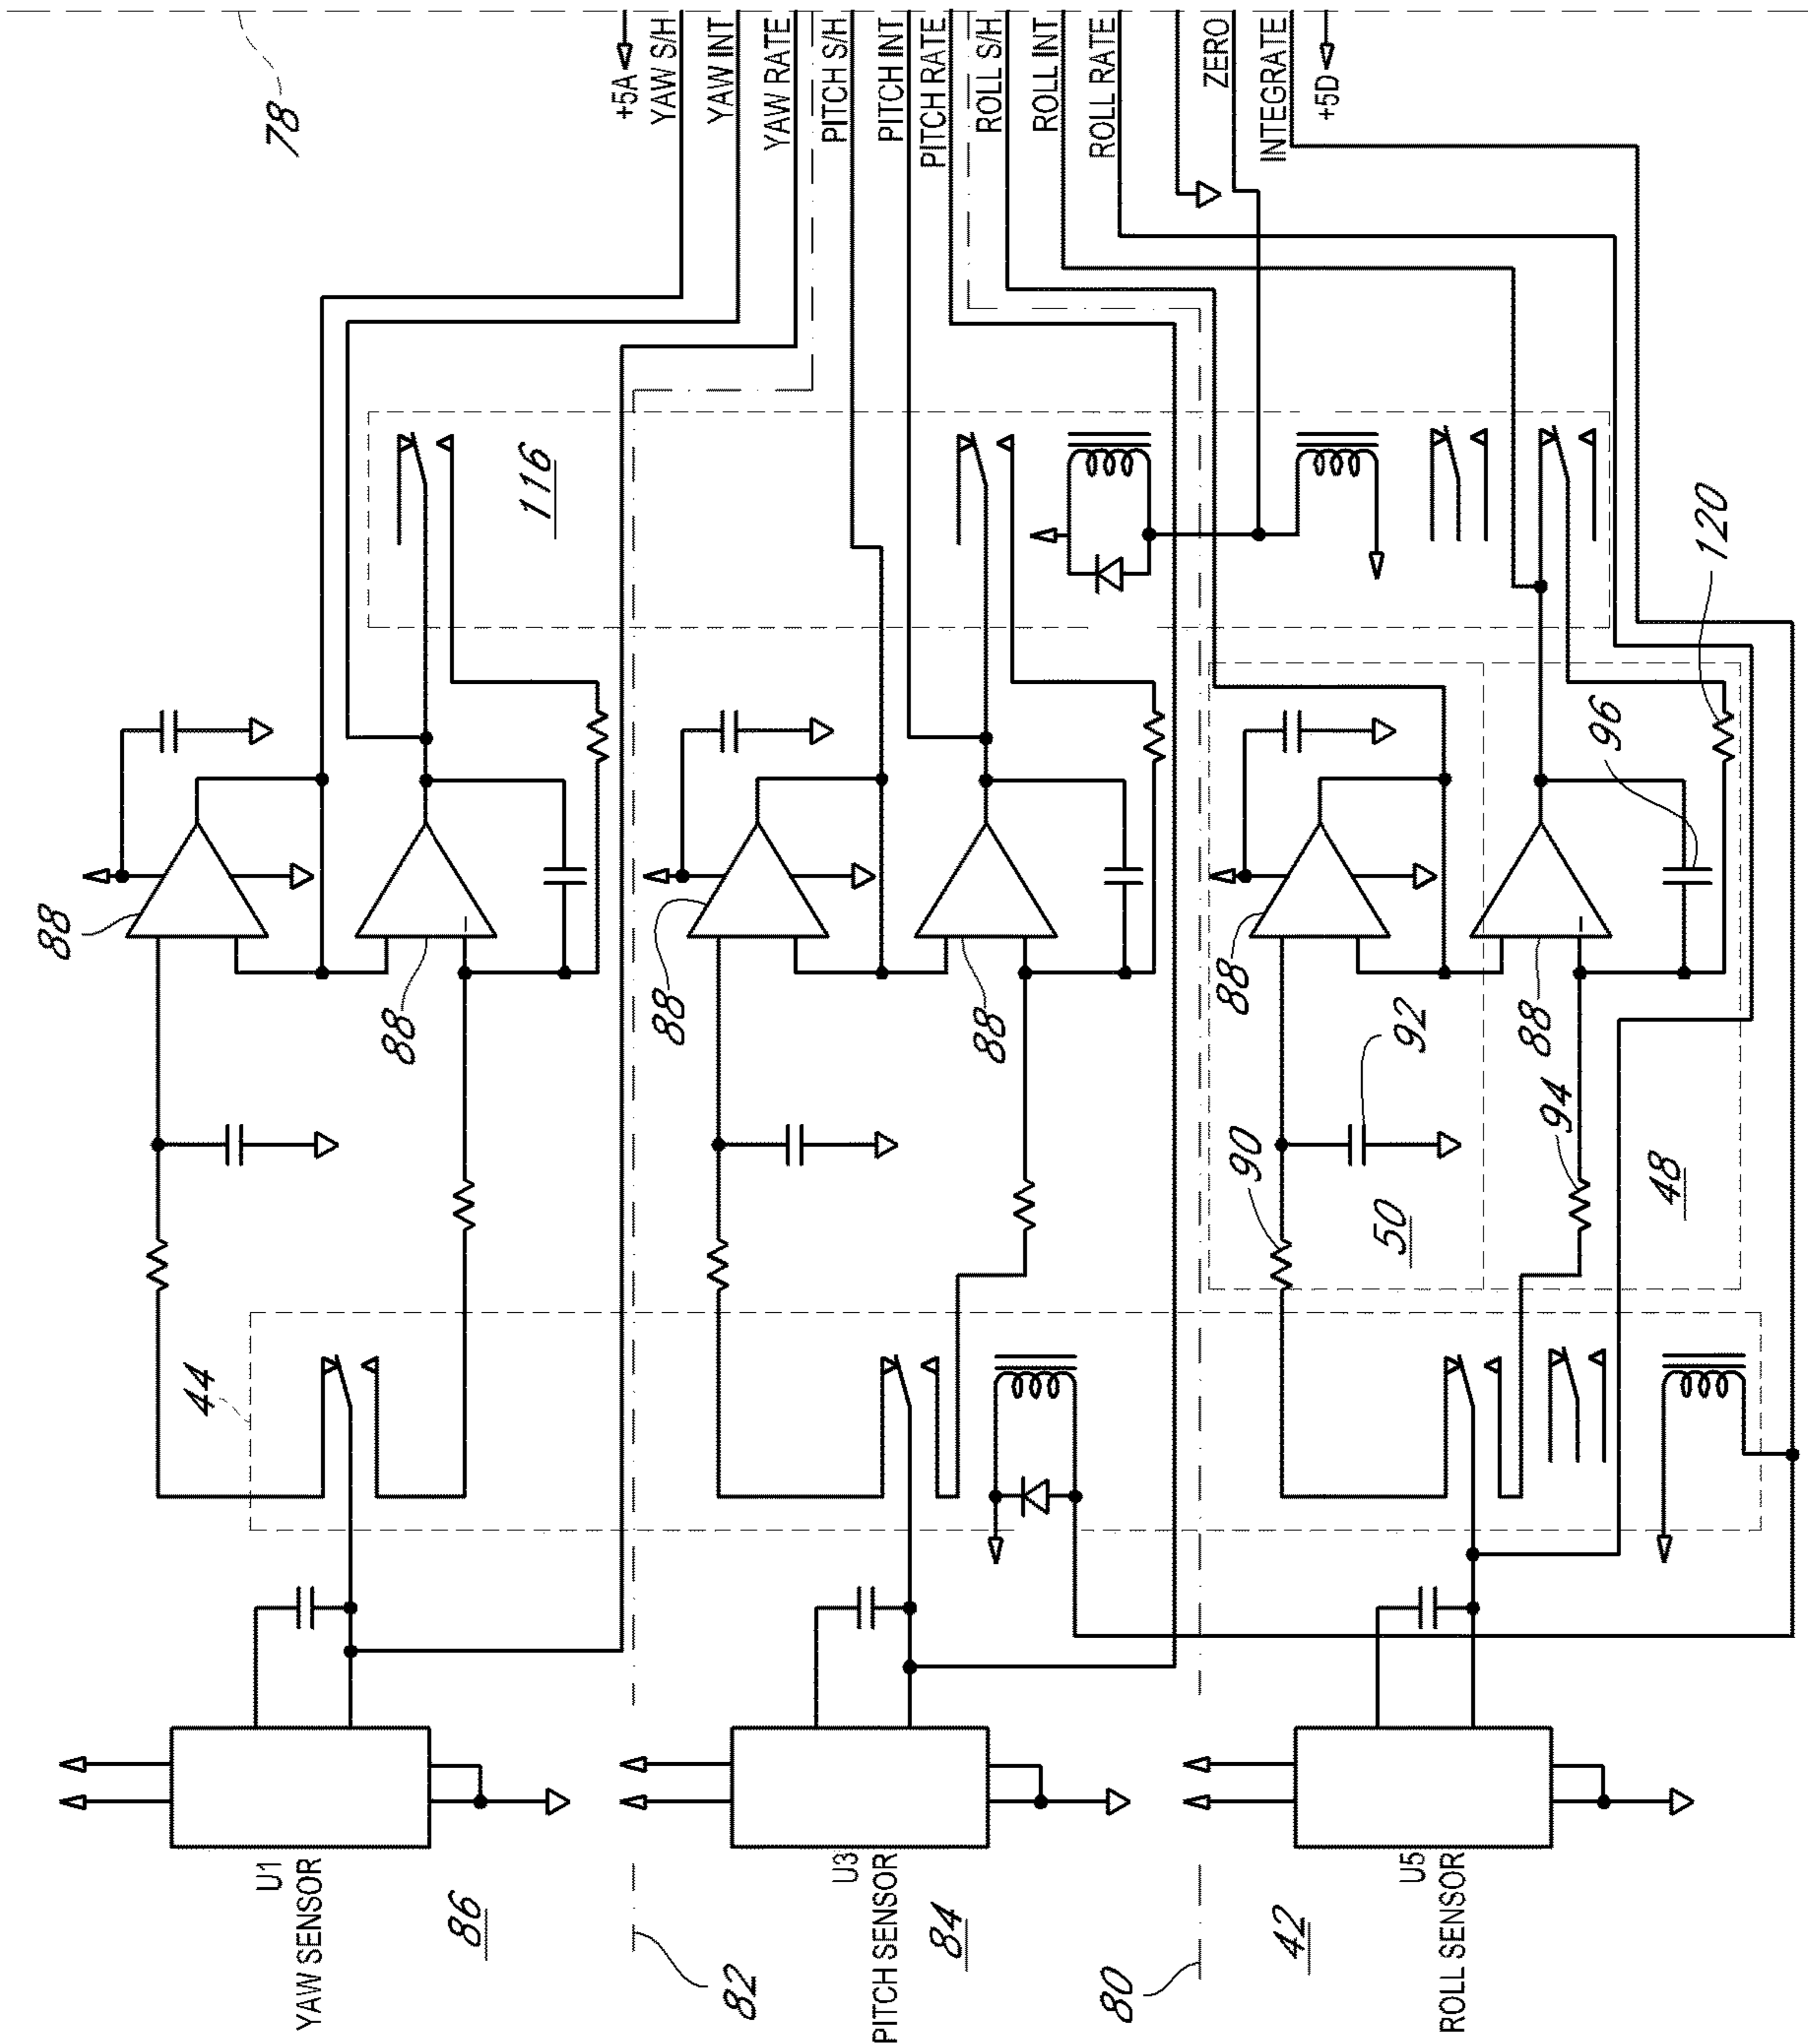 78
+5A
YAW S/H
YAW INT
YAW RATE
PITCH S/H
PITCH INT
PITCH RATE
ROLL S/H
ROLL INT
ROLL RATE
ZERO
INTEGRATE
+5D
116
120
88
88
88
88
88
88
96
92
90
94
50
48
44
U1
YAW SENSOR
86
82
U3
PITCH SENSOR
84
80
U5
ROLL SENSOR
42